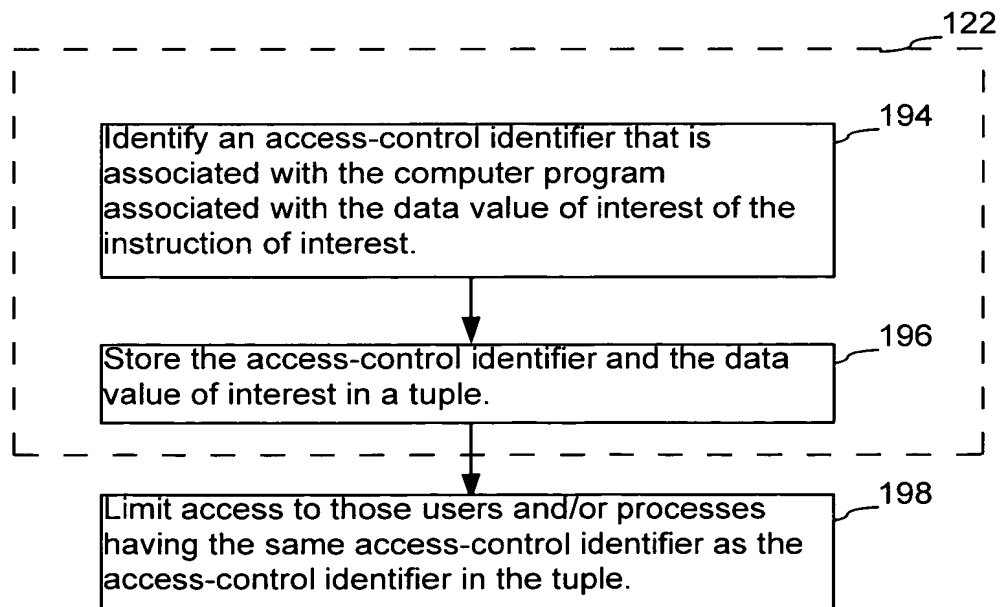 122
194
Identify an access-control identifier that is
associated with the computer program
associated with the data value of interest of the
instruction of interest.
196
Store the access-control identifier and the data
value of interest in a tuple.
198
Limit access to those users and/or processes
having the same access-control identifier as the
access-control identifier in the tuple.